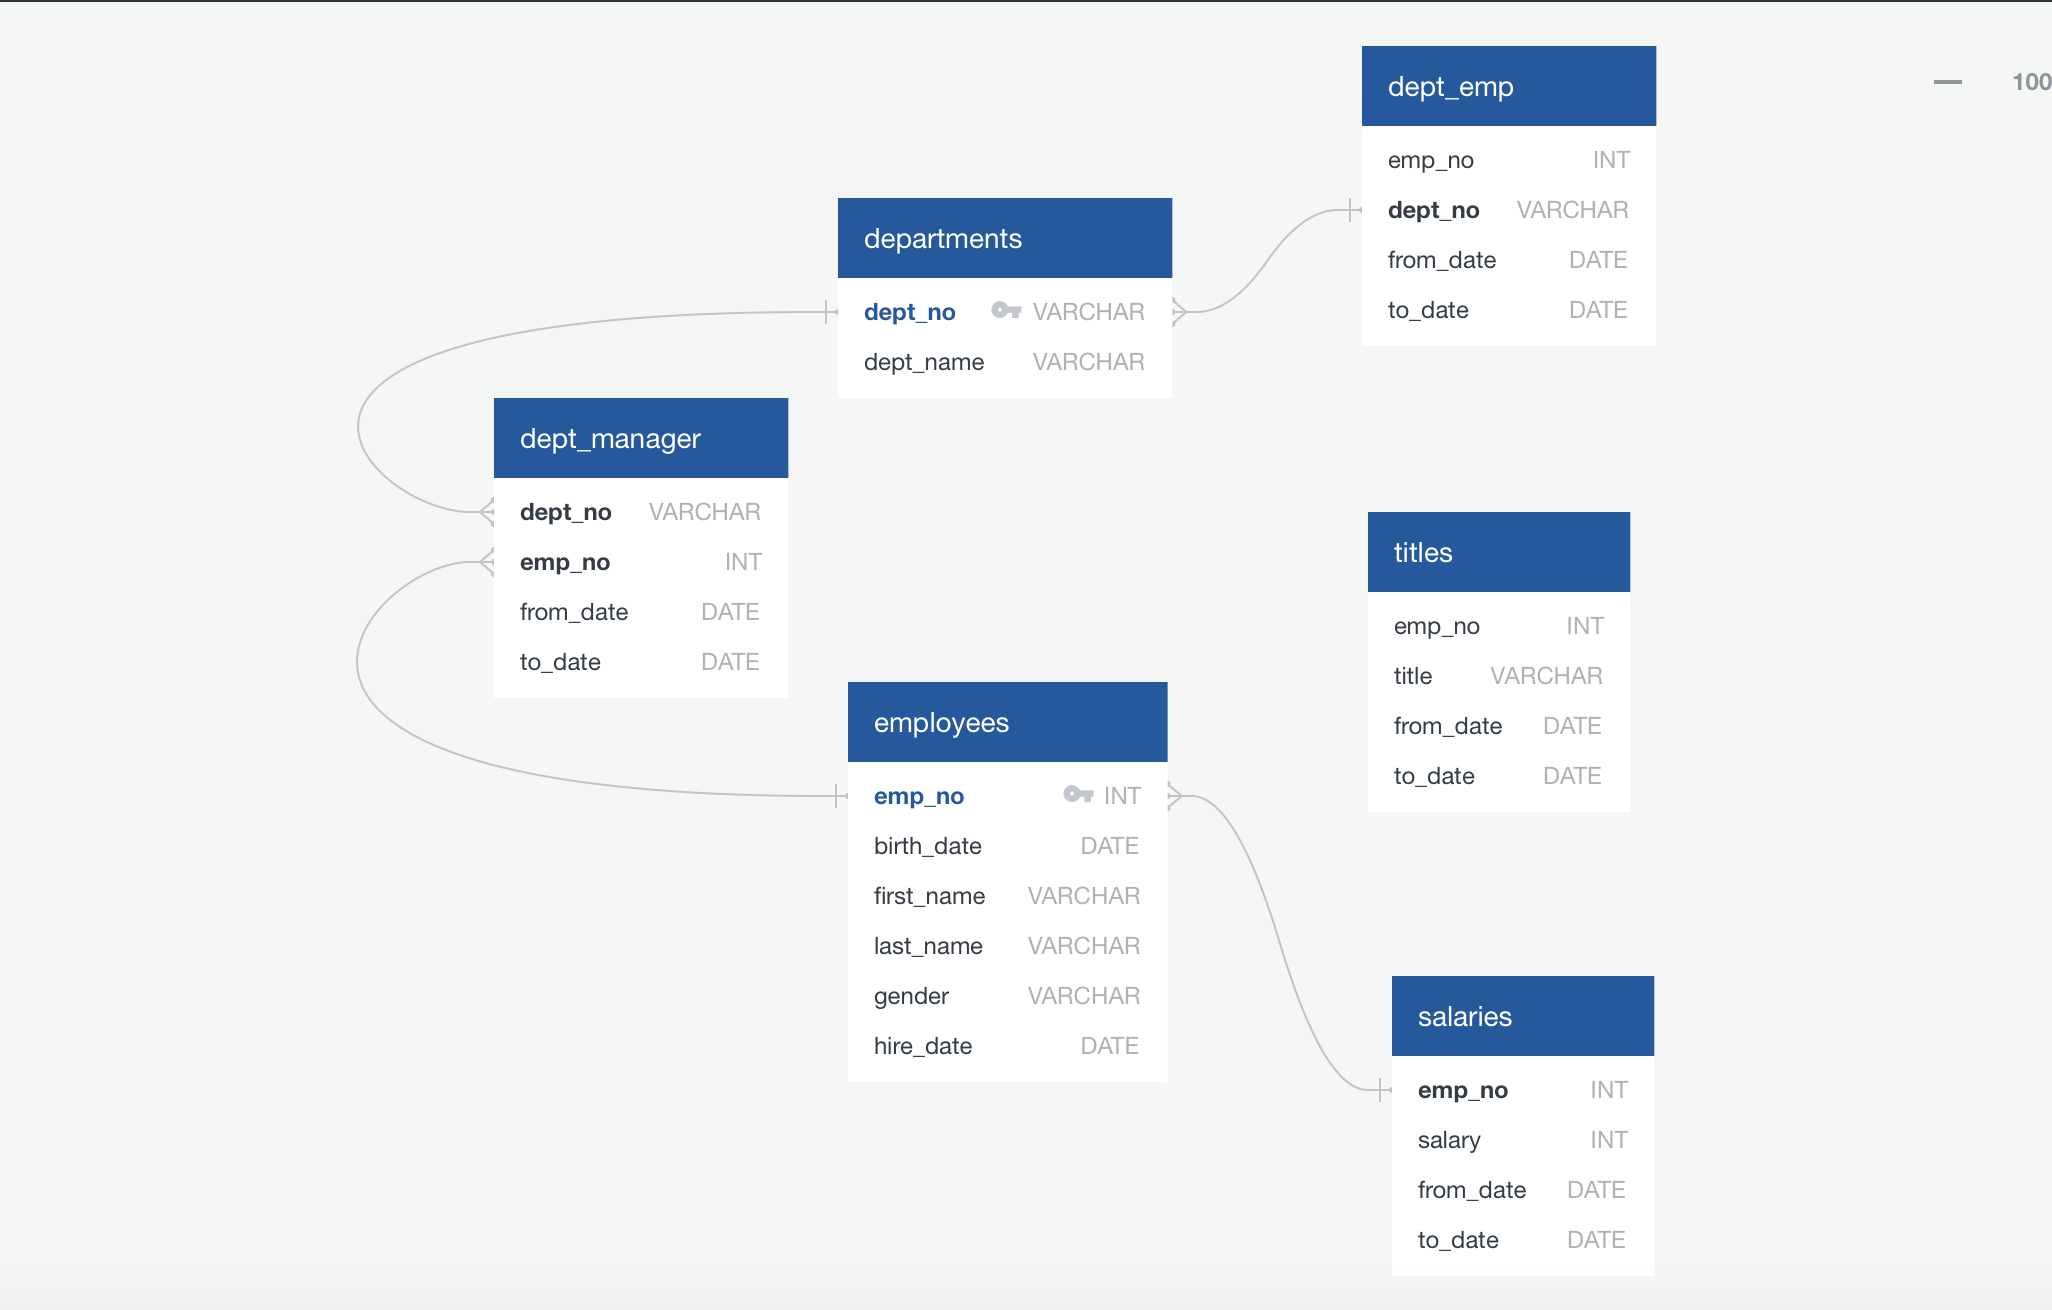 100
dept_emp
emp_no INT
dept_no VARCHAR
from_date DATE
to_date DATE
departments
dept_no VARCHAR
dept_name VARCHAR
dept_manager
dept_no VARCHAR
emp_no INT
from_date DATE
to_date DATE
titles
emp_no INT
title VARCHAR
from_date DATE
to_date DATE
employees
emp_no INT
birth_date DATE
first_name VARCHAR
last_name VARCHAR
gender VARCHAR
hire_date DATE
salaries
emp_no INT
salary INT
from_date DATE
to_date DATE